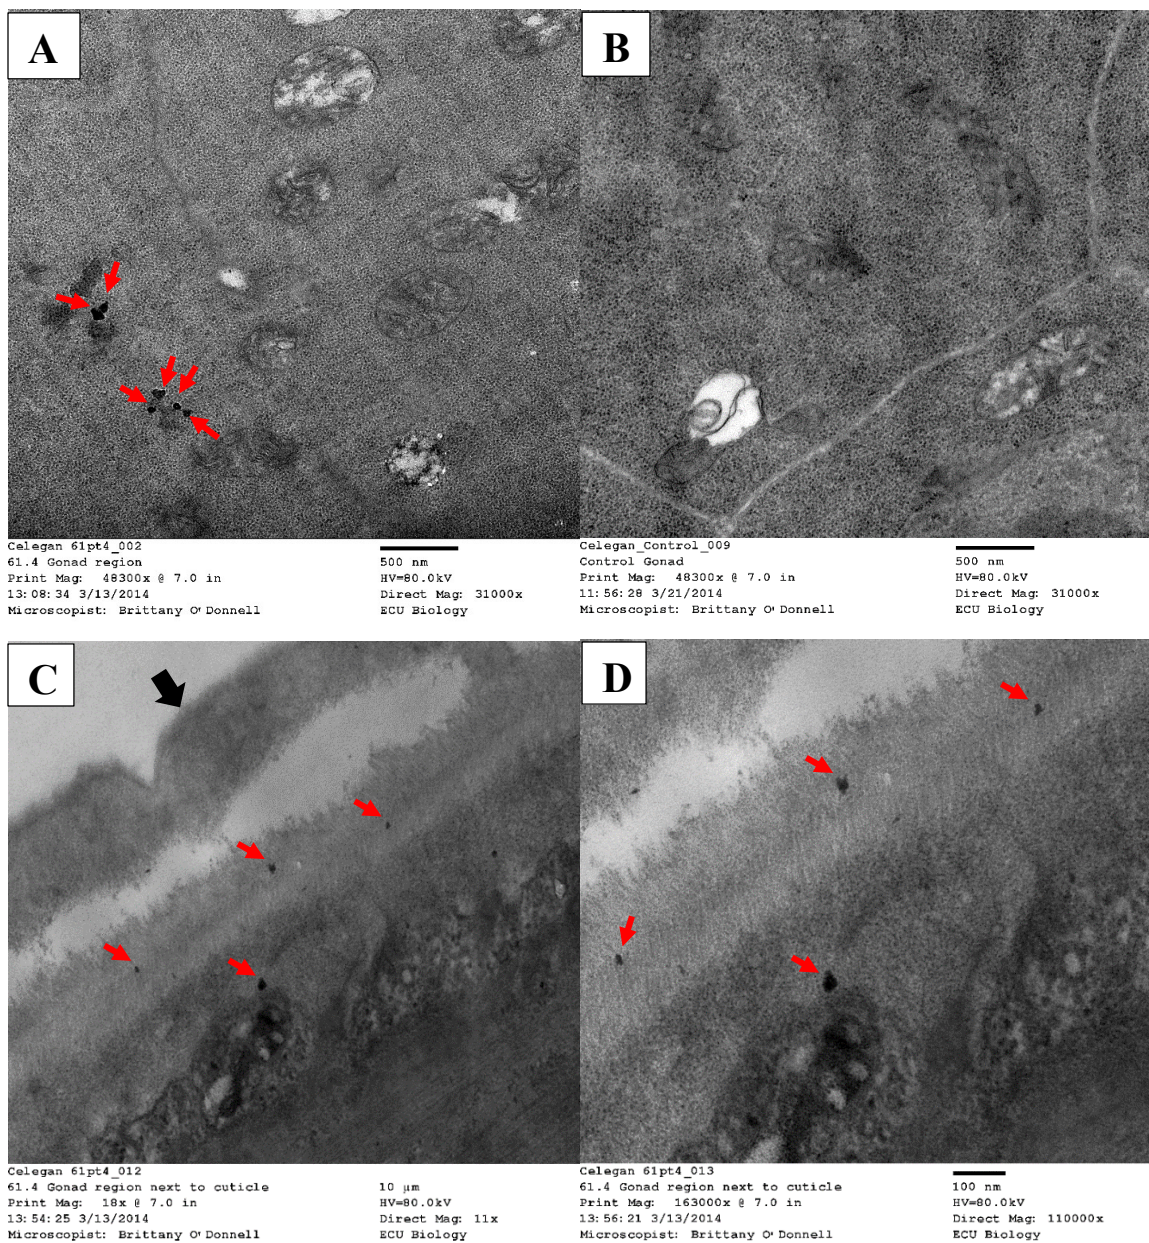 A
B
Celegan 61pt4_002
61.4 Gonad region
Print Mag: 48300x @ 7.0 in
13:08:34 3/13/2014
Microscopist: Brittany O'Donnell
500 nm
HV=80.0kV
Direct Mag: 31000x
ECU Biology
Celegan_Control_009
Control Gonad
Print Mag: 48300x @ 7.0 in
11:56:28 3/21/2014
Microscopist: Brittany O'Donnell
500 nm
HV=80.0kV
Direct Mag: 31000x
ECU Biology
C
D
Celegan 61pt4_012
61.4 Gonad region next to cuticle
Print Mag: 18x @ 7.0 in
13:54:25 3/13/2014
Microscopist: Brittany O'Donnell
10 µm
HV=80.0kV
Direct Mag: 11x
ECU Biology
Celegan 61pt4_013
61.4 Gonad region next to cuticle
Print Mag: 163000x @ 7.0 in
13:56:21 3/13/2014
Microscopist: Brittany O'Donnell
100 nm
HV=80.0kV
Direct Mag: 110000x
ECU Biology